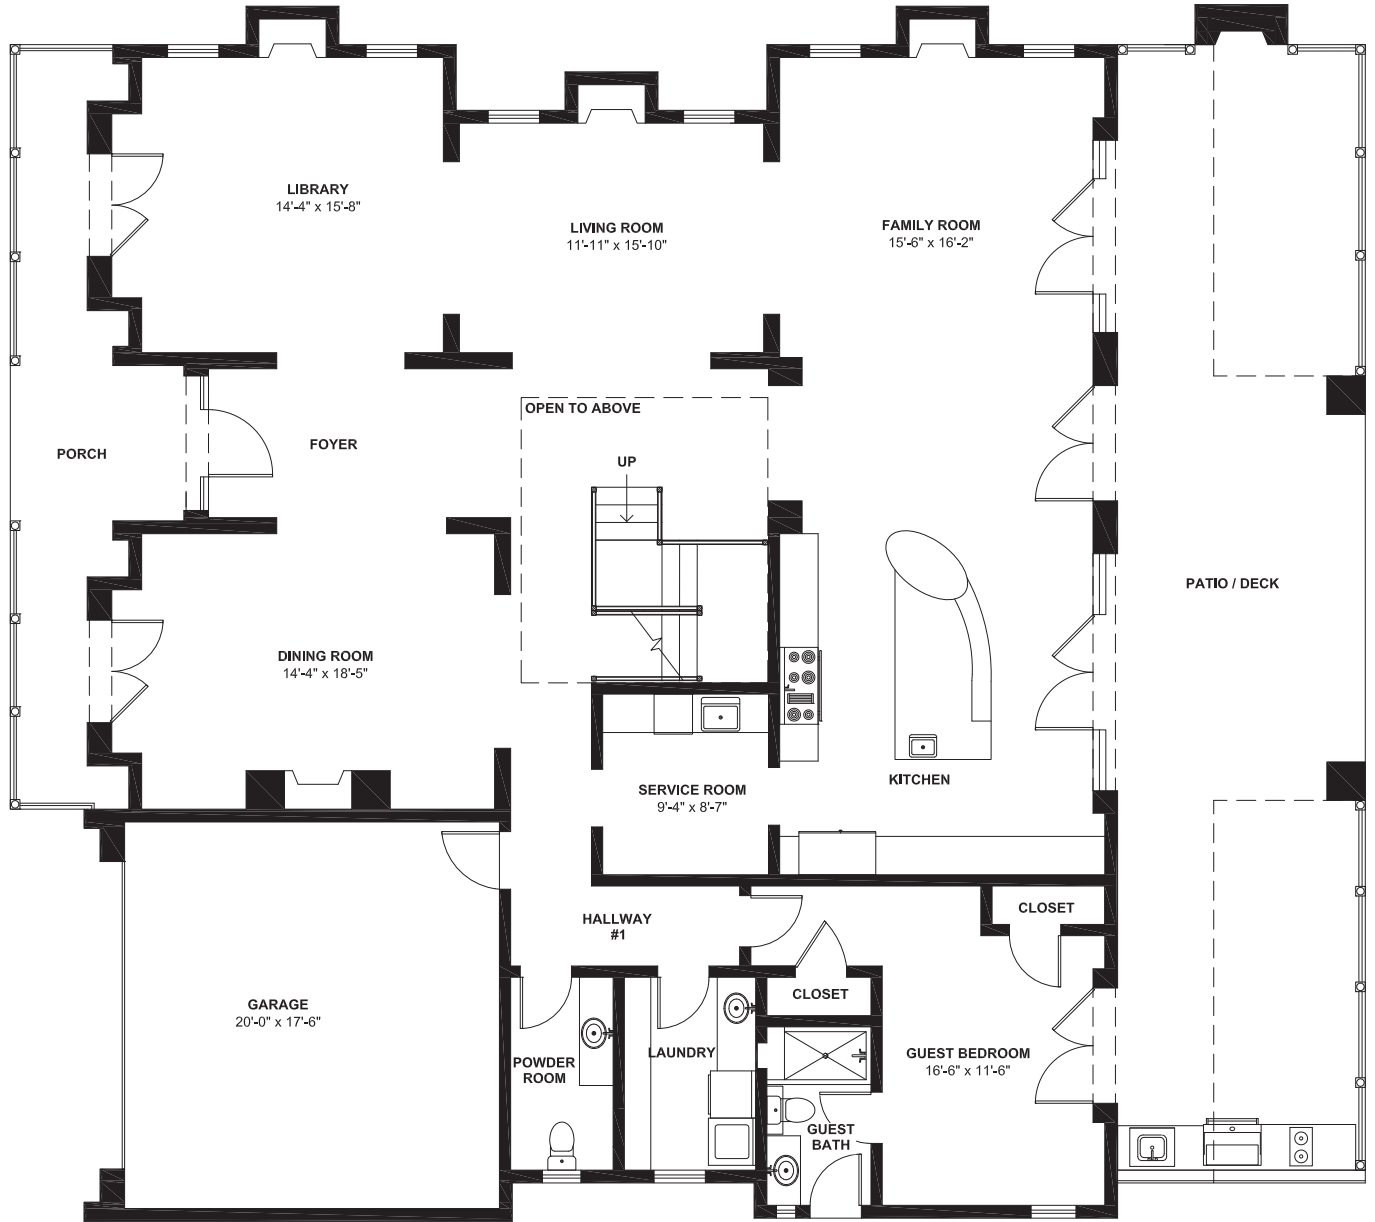 LIBRARY
14'-4" x 15'-8"
LIVING ROOM
11'-11" x 15'-10"
FAMILY ROOM
15'-6" x 16'-2"
OPEN TO ABOVE
PORCH
FOYER
UP
PATIO / DECK
DINING ROOM
14'-4" x 18'-5"
SERVICE ROOM
9'-4" x 8'-7"
KITCHEN
HALLWAY
#1
CLOSET
CLOSET
GARAGE
20'-0" x 17'-6"
POWDER
ROOM
LAUNDRY
GUEST BEDROOM
16'-6" x 11'-6"
GUEST
BATH